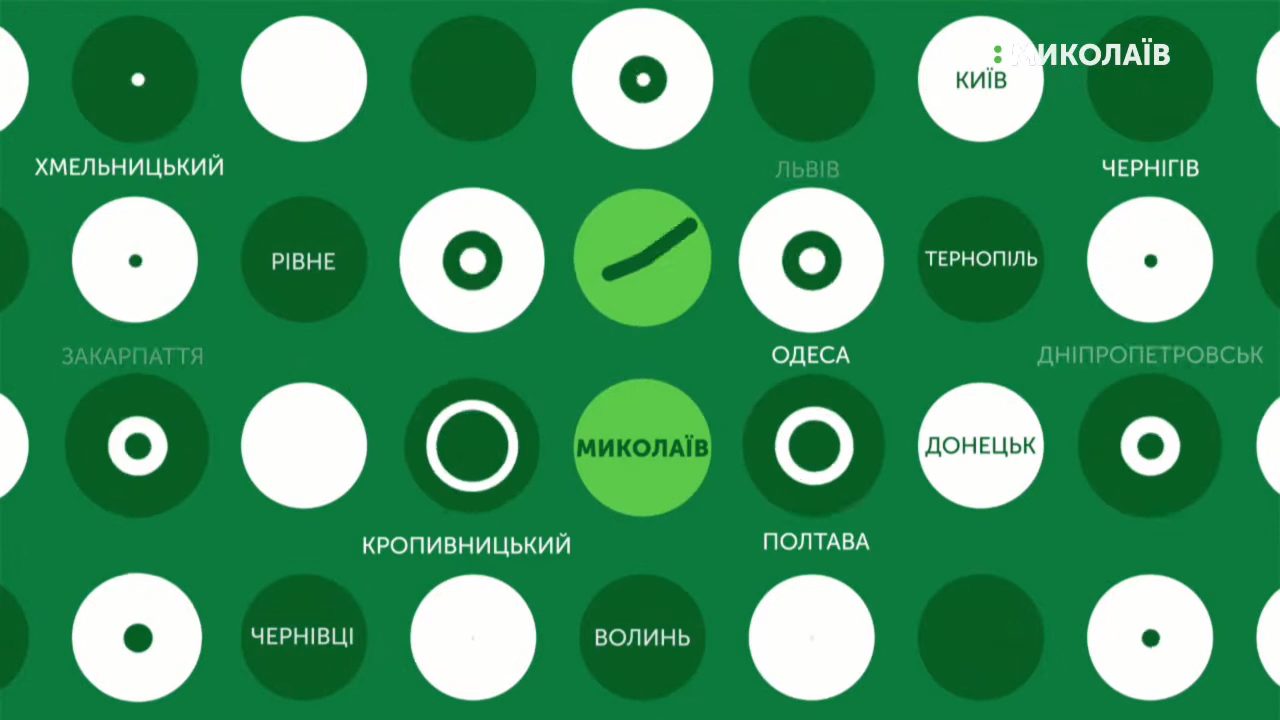 : МИКОЛАЇВ
КИЇВ
ХМЕЛЬНИЦЬКИЙ
ЛЬВІВ
ЧЕРНІГІВ
РІВНЕ
ТЕРНОПІЛЬ
ЗАКАРПАТТЯ
ОДЕСА
ДНІПРОПЕТРОВСЬК
МИКОЛАЇВ
ДОНЕЦЬК
КРОПИВНИЦЬКИЙ
ПОЛТАВА
ЧЕРНІВЦІ
ВОЛИНЬ